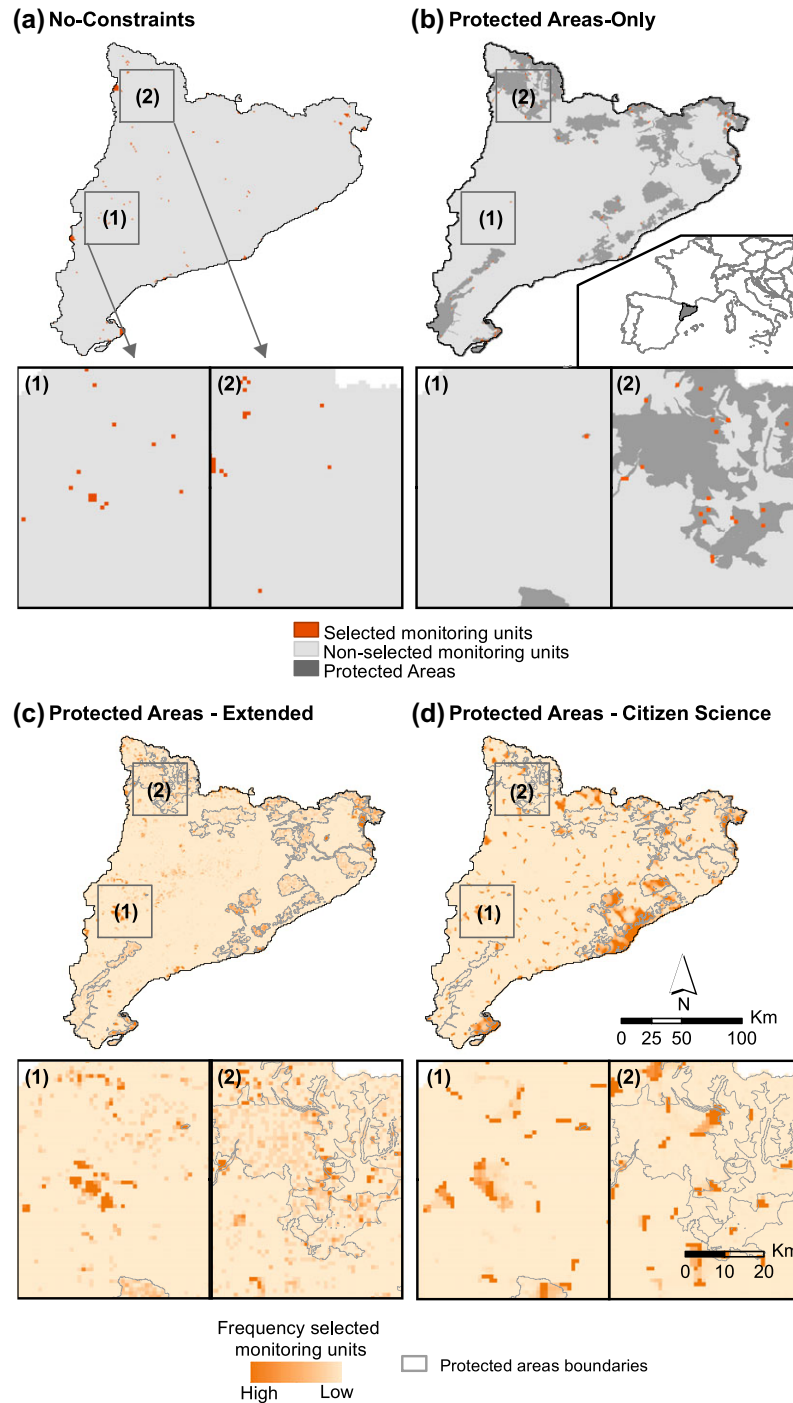 (a) No-Constraints
(b) Protected Areas-Only
(2)
(2)
(1)
(1)
(1)
(2)
(1)
(2)
Selected monitoring units
Non-selected monitoring units
Protected Areas
(c) Protected Areas - Extended
(d) Protected Areas - Citizen Science
(2)
(2)
(1)
(1)
N
Km
0 25 50 100
(1)
(2)
(1)
(2)
Km
0 10 20
Frequency selected
monitoring units
High Low
Protected areas boundaries